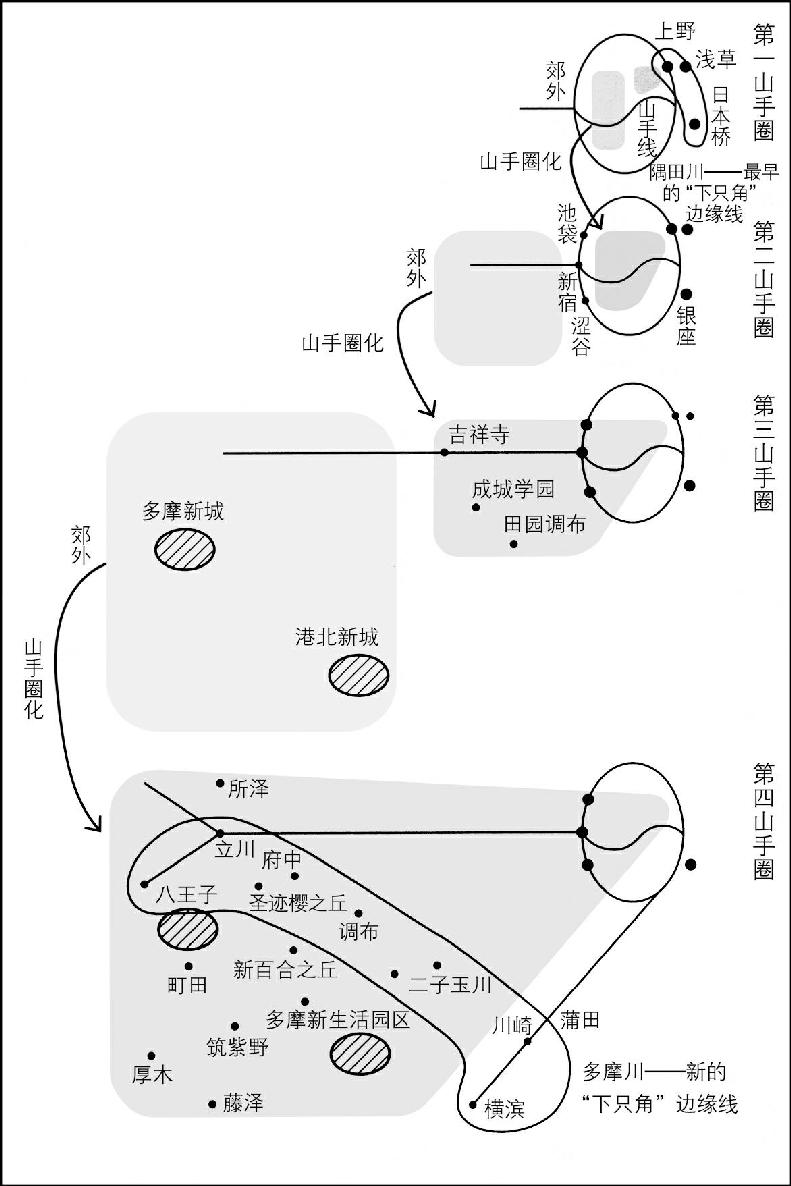 第一山手圈
上野
浅草
郊外
日本桥
山手线
山手圈化
隅田川——最早
的“下只角”
边缘线
第二山手圈
池袋
郊外
新宿
涩谷
银座
山手圈化
第三山手圈
吉祥寺
成城学园
田园调布
多摩新城
郊外
港北新城
山手圈化
第四山手圈
所泽
立川
府中
八王子
圣迹樱之丘
调布
新百合之丘
町田
二子玉川
多摩新生活园区
川崎
蒲田
筑紫野
厚木
多摩川——新的
“下只角”边缘线
藤泽
横滨